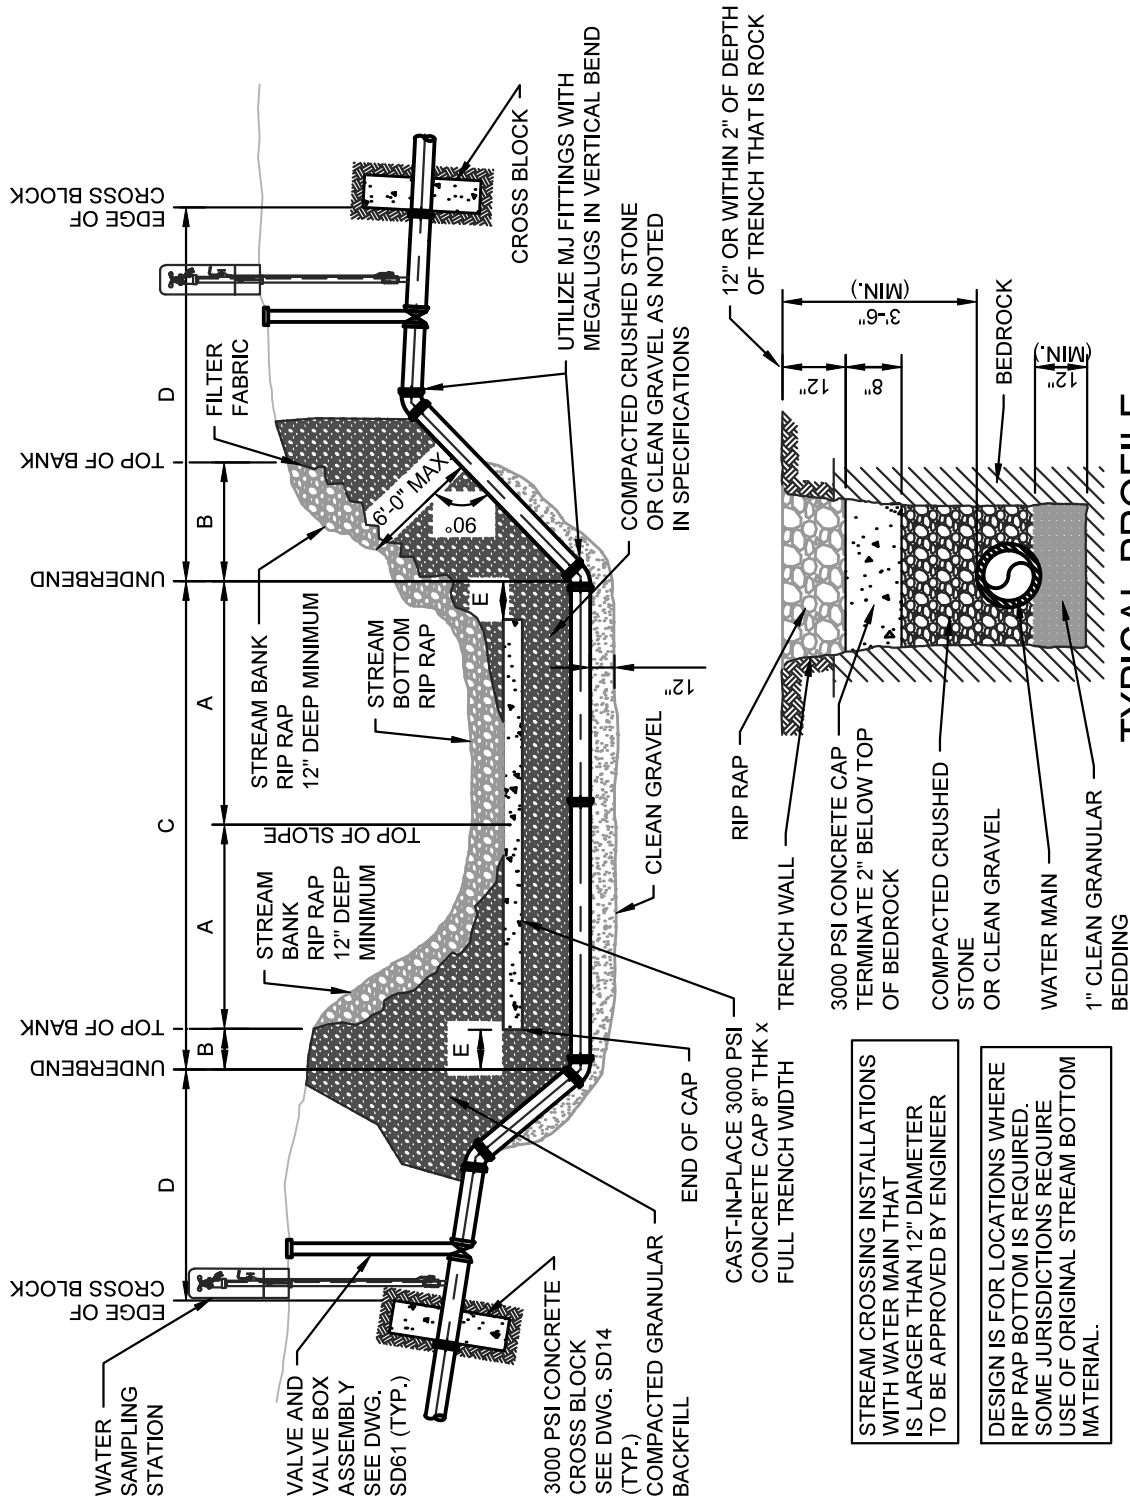 WATER
SAMPLING
STATION
VALVE AND
VALVE BOX
ASSEMBLY
SEE DWG.
SD61 (TYP.)
3000 PSI CONCRETE
CROSS BLOCK
SEE DWG. SD14
(TYP.)
COMPACTED GRANULAR
BACKFILL
EDGE OF
CROSS BLOCK
D
UNDERBEND
B
TOP OF BANK
A
C
TOP OF SLOPE
A
UNDERBEND
B
TOP OF BANK
D
EDGE OF
CROSS BLOCK
STREAM
BANK
RIP RAP
12" DEEP
MINIMUM
STREAM BANK
RIP RAP
12" DEEP MINIMUM
STREAM
BOTTOM
RIP RAP
FILTER
FABRIC
6'-0" MAX.
90°
E
E
12"
END OF CAP
CAST-IN-PLACE 3000 PSI
CONCRETE CAP 8" THK x
FULL TRENCH WIDTH
CLEAN GRAVEL
COMPACTED CRUSHED STONE
OR CLEAN GRAVEL AS NOTED
IN SPECIFICATIONS
UTILIZE MJ FITTINGS WITH
MEGALUGS IN VERTICAL BEND
CROSS BLOCK
STREAM CROSSING INSTALLATIONS
WITH WATER MAIN THAT
IS LARGER THAN 12" DIAMETER
TO BE APPROVED BY ENGINEER
DESIGN IS FOR LOCATIONS WHERE
RIP RAP BOTTOM IS REQUIRED.
SOME JURISDICTIONS REQUIRE
USE OF ORIGINAL STREAM BOTTOM
MATERIAL.
RIP RAP
TRENCH WALL
3000 PSI CONCRETE CAP
TERMINATE 2" BELOW TOP
OF BEDROCK
COMPACTED CRUSHED
STONE
OR CLEAN GRAVEL
WATER MAIN
1" CLEAN GRANULAR
BEDDING
12" OR WITHIN 2" OF DEPTH
OF TRENCH THAT IS ROCK
12"
8"
3'-6"
(MIN.)
BEDROCK
12"
(MIN.)
TYPICAL PROFILE